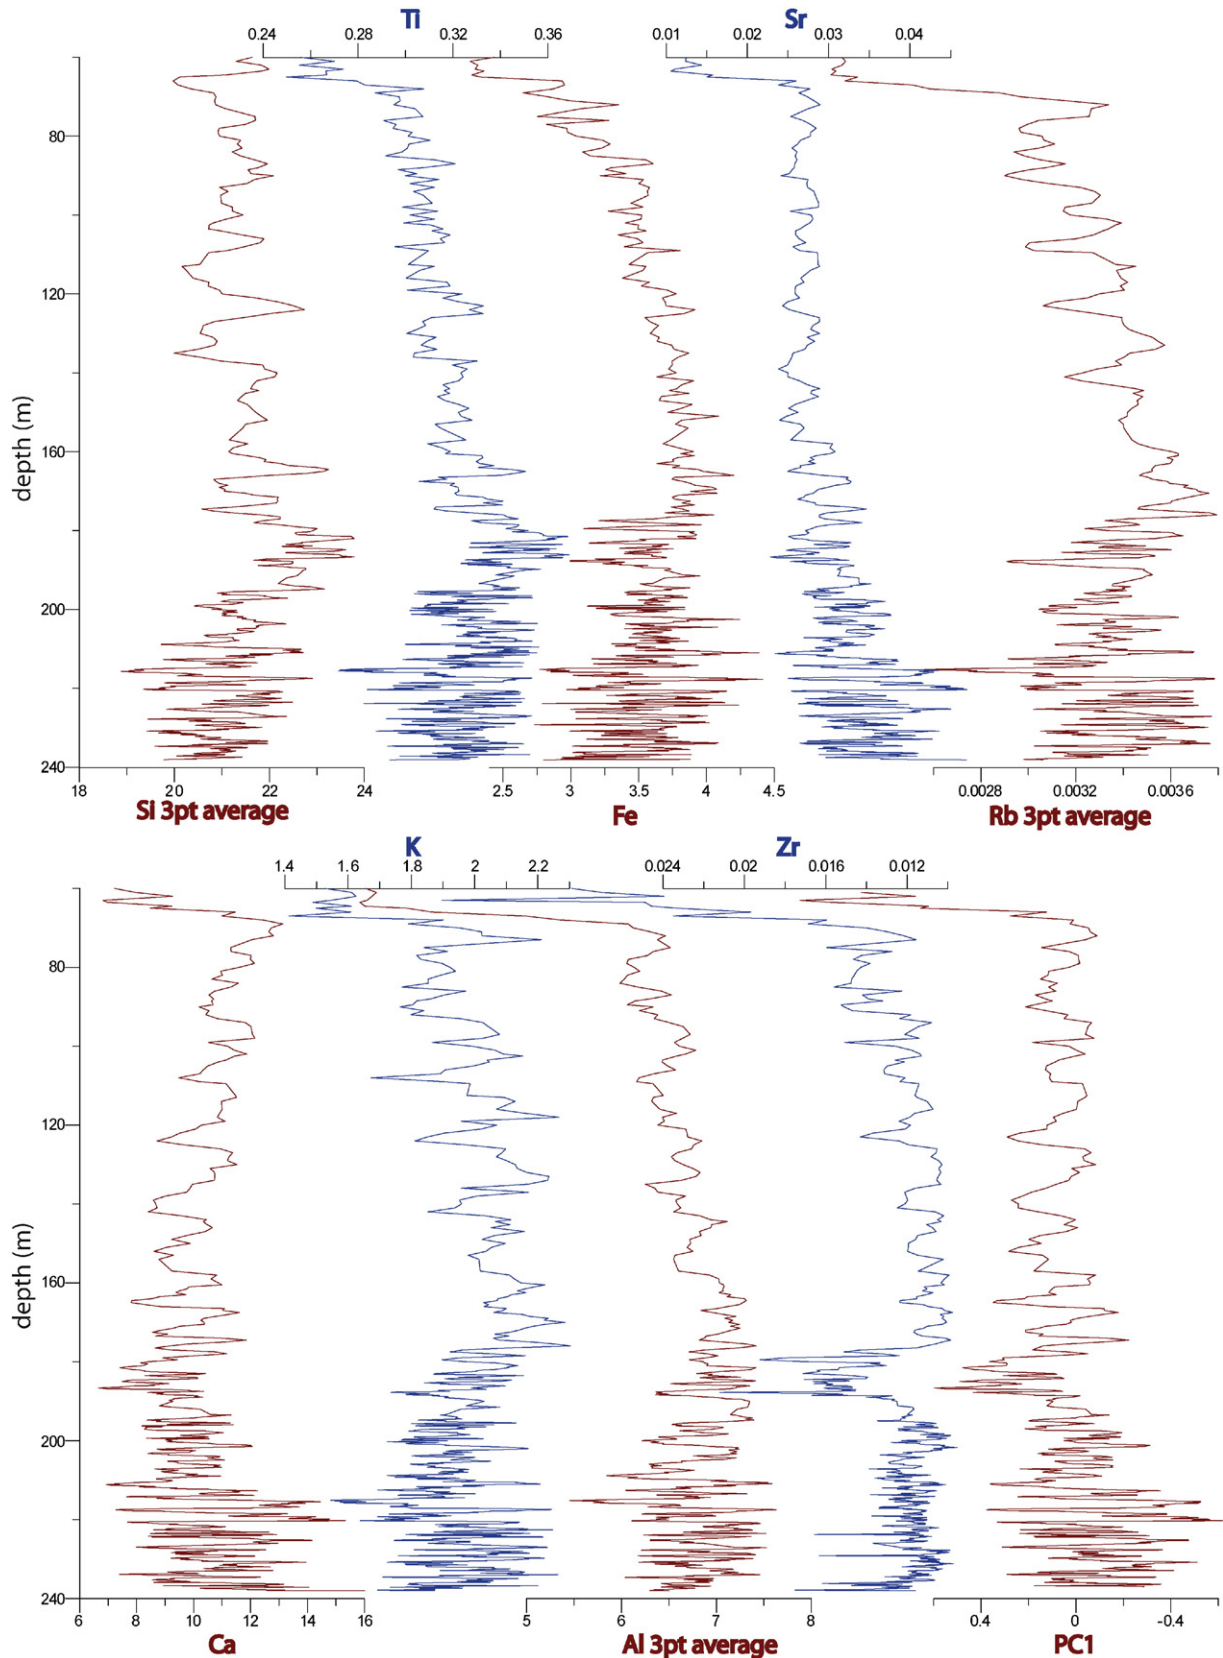 Ti Sr
0.24 0.28 0.32 0.36 0.01 0.02 0.03 0.04
80
120
depth (m)
160
200
240
18 20 22 24 2.5 3 3.5 4 4.5 0.0028 0.0032 0.0036
Si 3pt average Fe Rb 3pt average
K Zr
1.4 1.6 1.8 2 2.2 0.024 0.02 0.016 0.012
80
120
depth (m)
160
200
240
6 8 10 12 14 16 5 6 7 8 0.4 0 -0.4
Ca Al 3pt average PC1